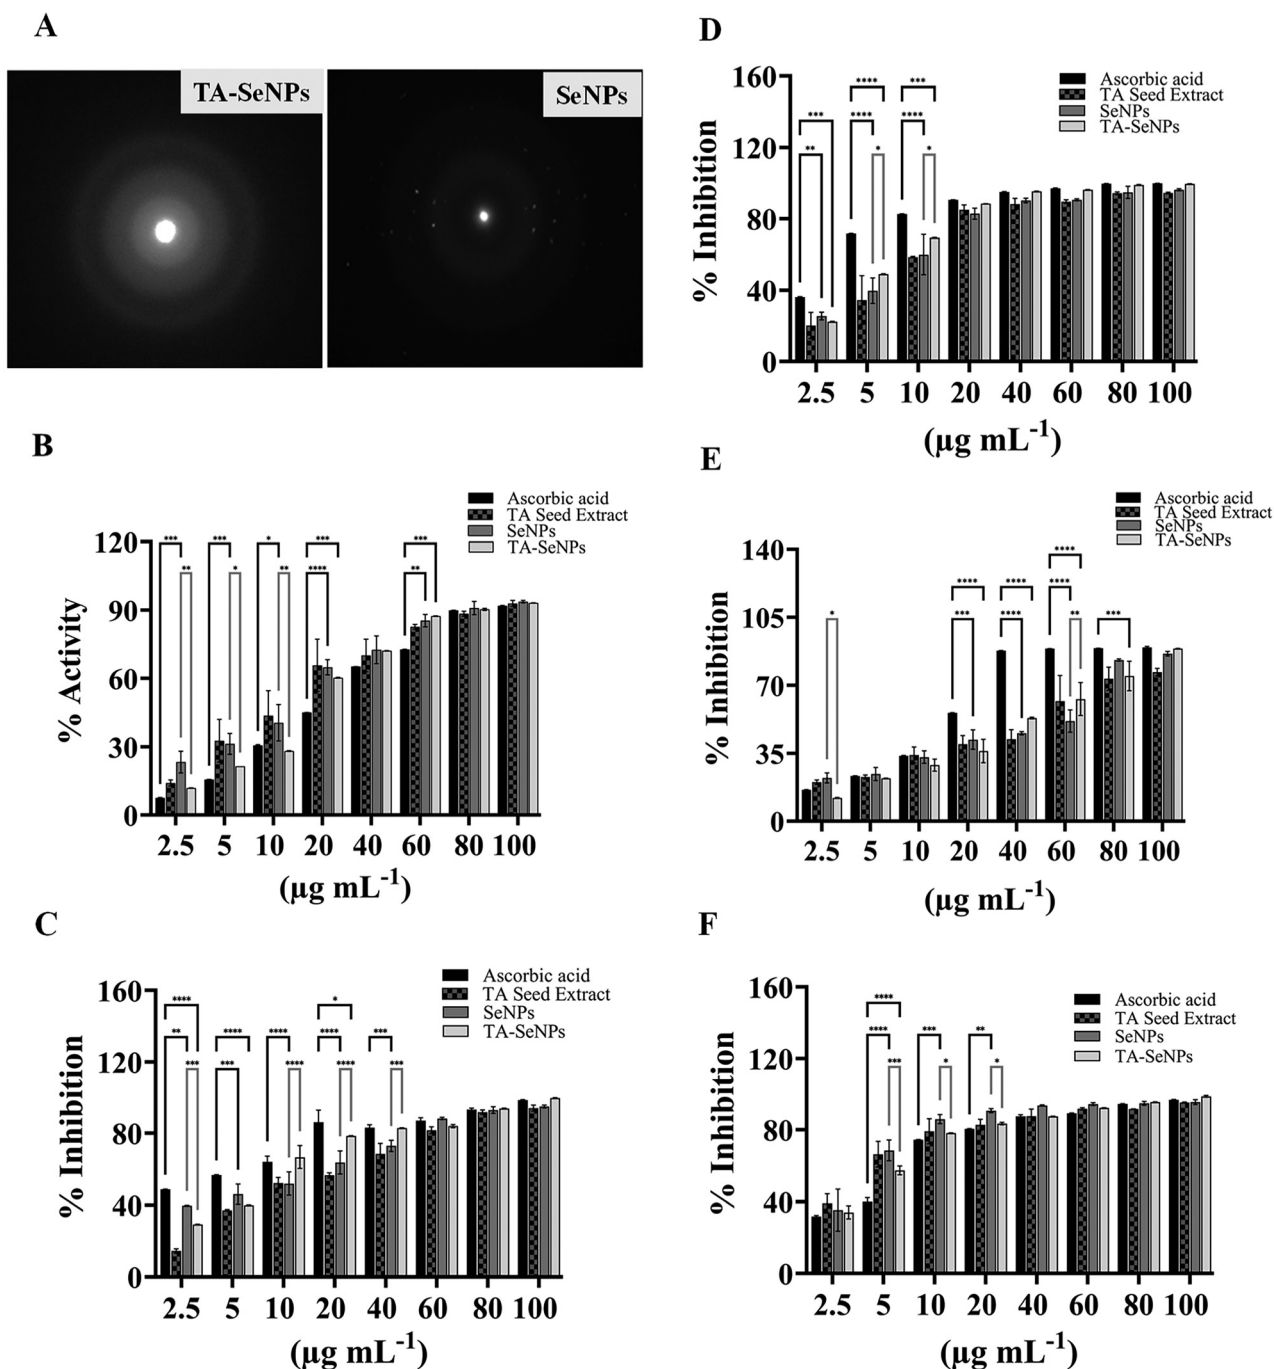 A
TA-SeNPs
SeNPs
D
% Inhibition
160
120
80
40
0
Ascorbic acid
TA Seed Extract
SeNPs
TA-SeNPs
***
**
****
****
*
***
****
*
2.5 5 10 20 40 60 80 100
(µg mL-1)
B
% Activity
120
90
60
30
0
Ascorbic acid
TA Seed Extract
SeNPs
TA-SeNPs
***
**
***
*
*
**
***
****
***
**
2.5 5 10 20 40 60 80 100
(µg mL-1)
E
% Inhibition
140
105
70
35
0
Ascorbic acid
TA Seed Extract
SeNPs
TA-SeNPs
*
****
***
****
****
****
****
**
***
2.5 5 10 20 40 60 80 100
(µg mL-1)
C
% Inhibition
160
120
80
40
0
Ascorbic acid
TA Seed Extract
SeNPs
TA-SeNPs
****
**
***
****
***
****
****
*
****
****
***
***
2.5 5 10 20 40 60 80 100
(µg mL-1)
F
% Inhibition
160
120
80
40
0
Ascorbic acid
TA Seed Extract
SeNPs
TA-SeNPs
****
****
***
***
*
**
*
2.5 5 10 20 40 60 80 100
(µg mL-1)